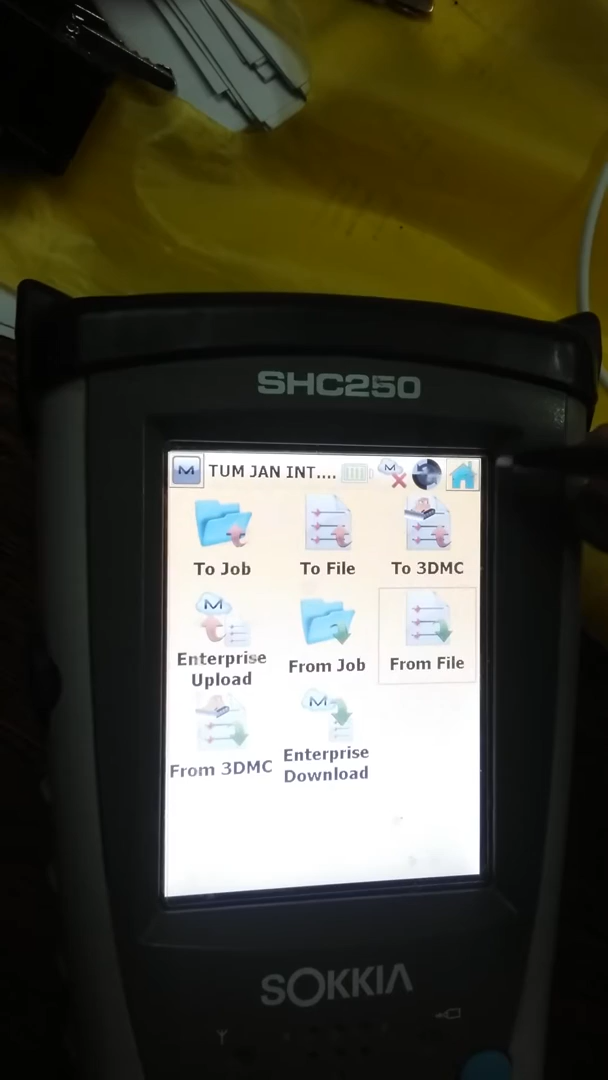 SHC250
TUM JAN INT....
To Job
To File
To 3DMC
Enterprise
Upload
From Job
From File
From 3DMC
Enterprise
Download
SOKKIA